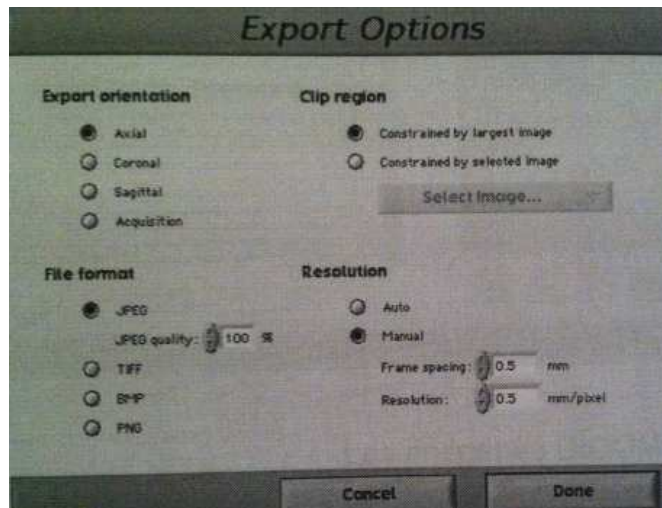 Export Options
Export orientation
Axial
Coronal
Sagittal
Acquisition
Clip region
Constrained by largest image
Constrained by selected image
Select Image...
File format
JPEG
JPEG quality: 100 %
TIFF
BMP
PNG
Resolution
Auto
Manual
Frame spacing: 0.5 mm
Resolution: 0.5 mm/pixel
Cancel
Done